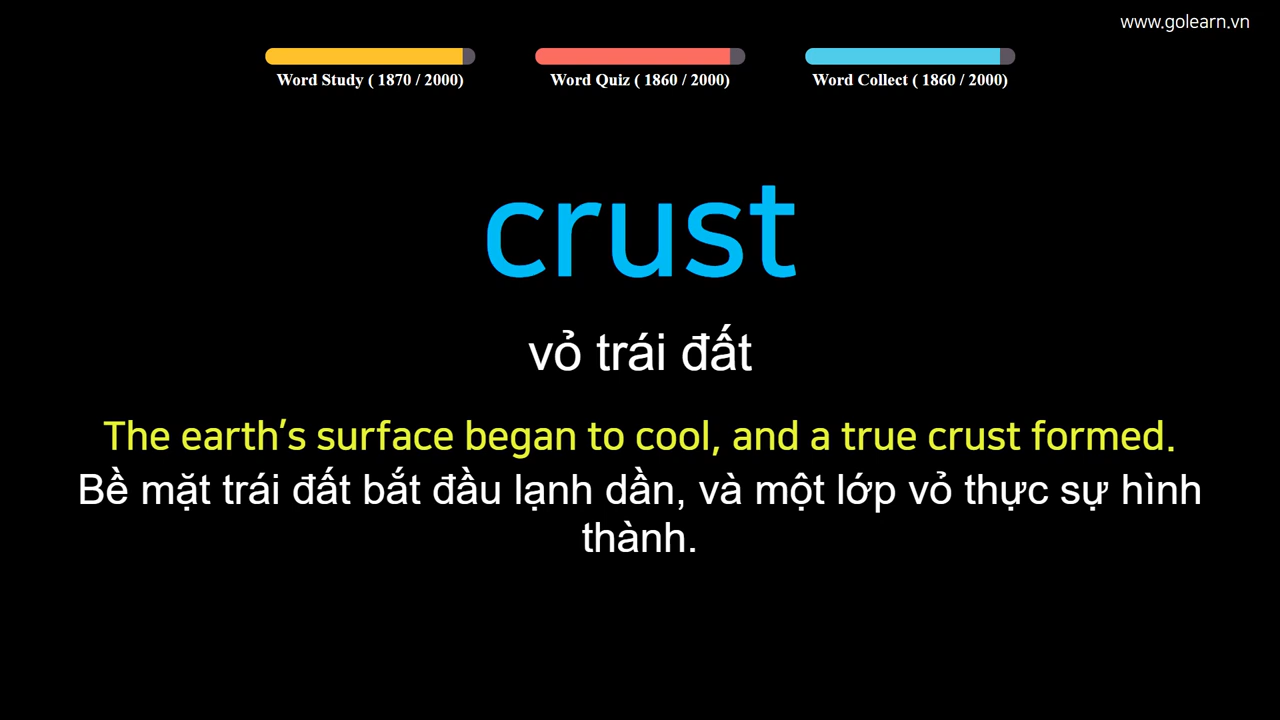 www.golearn.vn
Word Study ( 1870 / 2000)
Word Quiz ( 1860 / 2000)
Word Collect ( 1860 / 2000)
crust
vỏ trái đất
The earth's surface began to cool, and a true crust formed.
Bề mặt trái đất bắt đầu lạnh dần, và một lớp vỏ thực sự hình
thành.